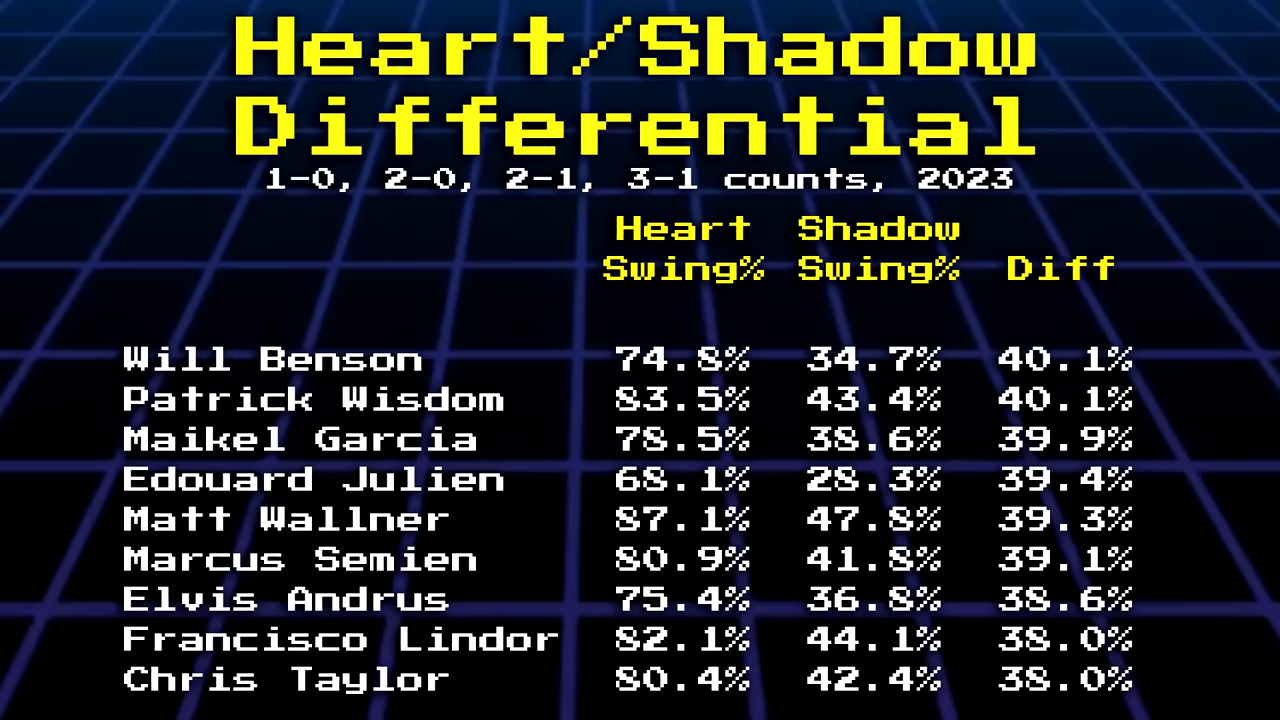 Heart/Shadow
Differential
1-0, 2-0, 2-1, 3-1 counts, 2023
Heart Shadow
Swing% Swing% Diff
Will Benson 74.8% 34.7% 40.1%
Patrick Wisdom 83.5% 43.4% 40.1%
Maikel Garcia 78.5% 38.6% 39.9%
Edouard Julien 68.1% 28.3% 39.4%
Matt Wallner 87.1% 47.8% 39.3%
Marcus Semien 80.9% 41.8% 39.1%
Elvis Andrus 75.4% 36.8% 38.6%
Francisco Lindor 82.1% 44.1% 38.0%
Chris Taylor 80.4% 42.4% 38.0%